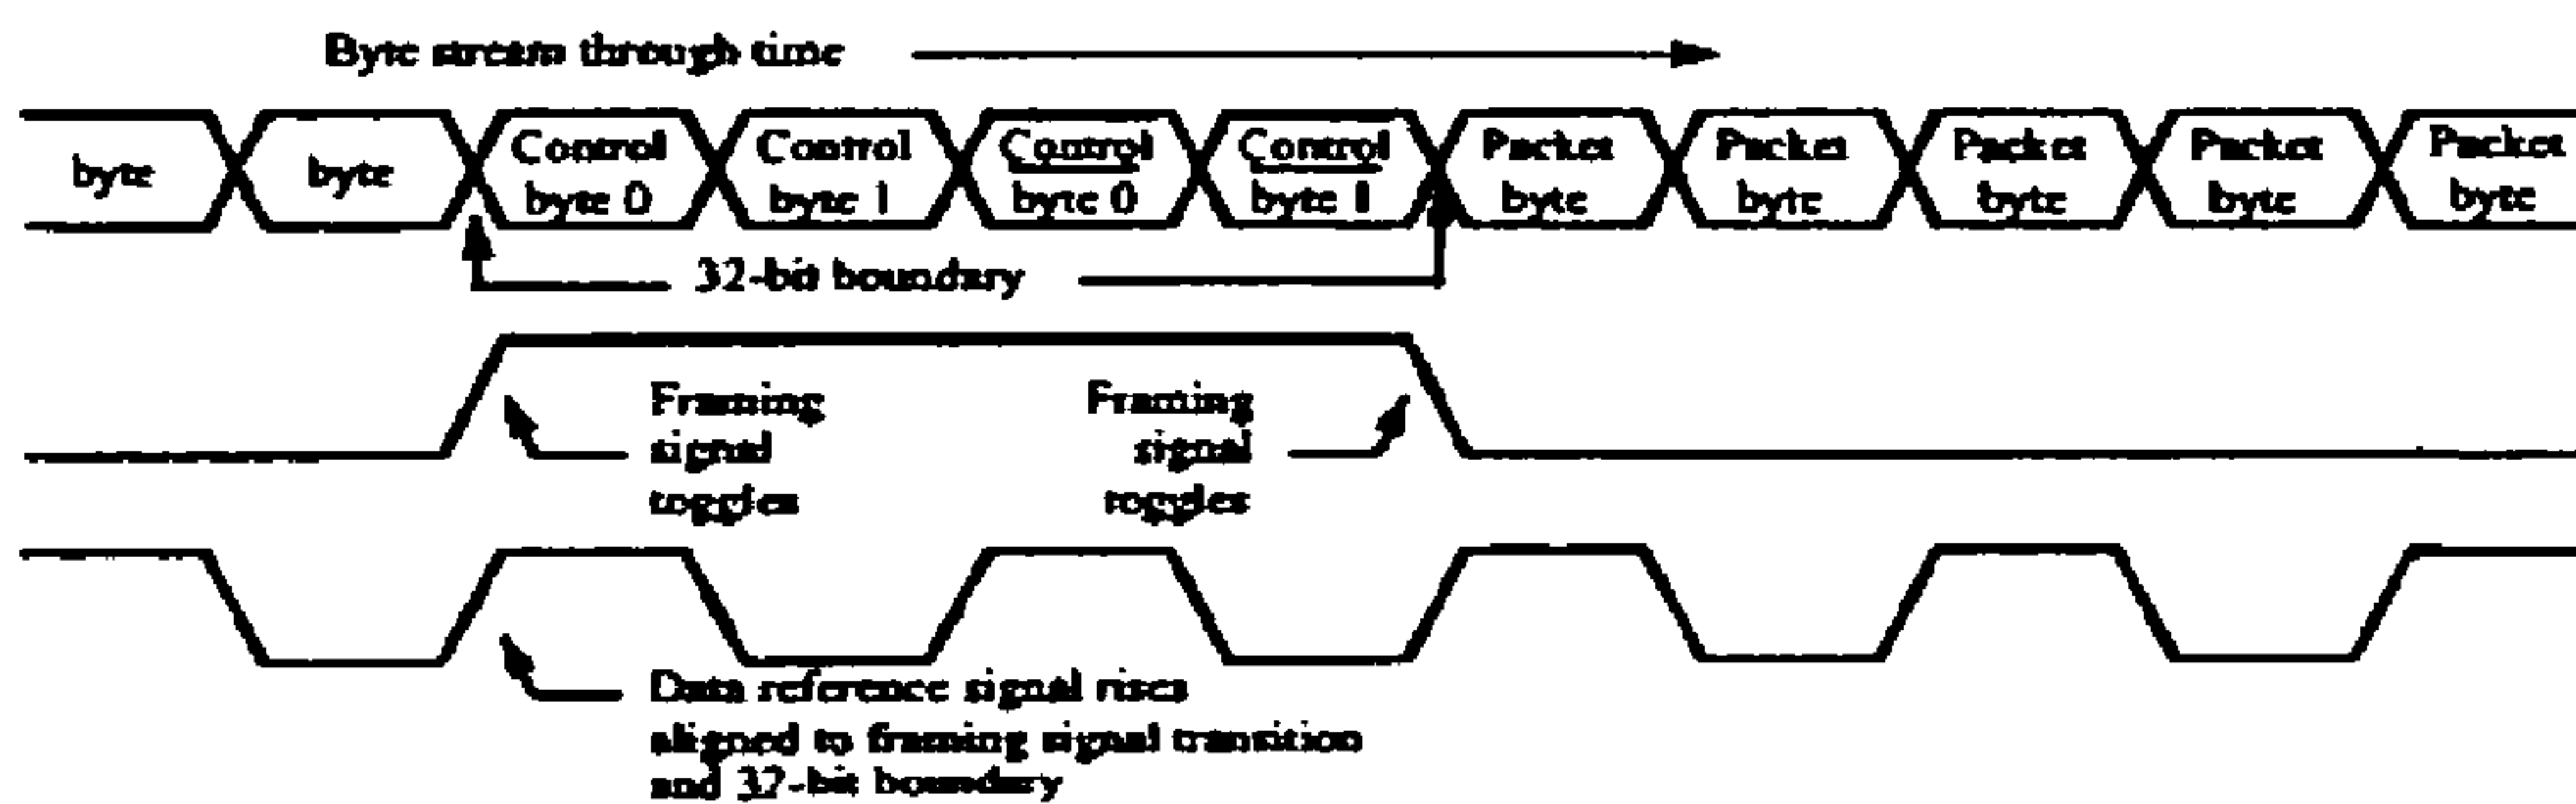 Byte stream through time
byte
byte
Control
byte 0
Control
byte 1
Control
byte 0
Control
byte 1
Packet
byte
Packet
byte
Packet
byte
Packet
byte
Packet
byte
32-bit boundary
Framing
signal
toggles
Framing
signal
toggles
Data reference signal rises
aligned to framing signal transition
and 32-bit boundary